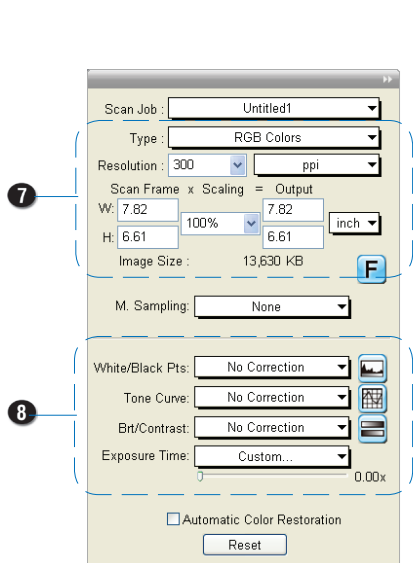 Scan Job : Untitled1
7
Type : RGB Colors
Resolution : 300 ppi
Scan Frame x Scaling = Output
W: 7.82 100% 7.82 inch
H: 6.61 6.61
Image Size : 13,630 KB F
M. Sampling: None
8
White/Black Pts: No Correction
Tone Curve: No Correction
Brt/Contrast: No Correction
Exposure Time: Custom...
0.00x
Automatic Color Restoration
Reset